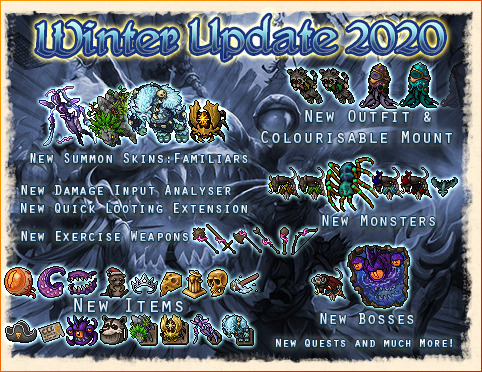 Winter Update 2020
New Outfit &
Colourisable Mount
New Summon Skins:Familiars
New Damage Input Analyser
New Quick Looting Extension
New Monsters
New Exercise Weapons
New Items
New Bosses
New Quests and much More!